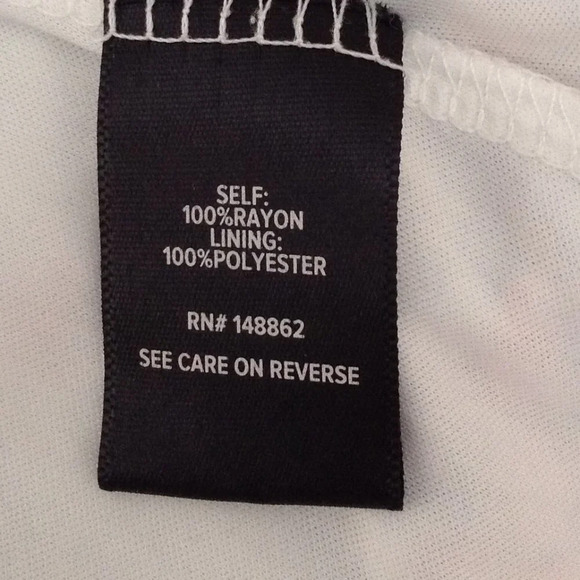 SELF:
100%RAYON
LINING:
100%POLYESTER
RN# 148862
SEE CARE ON REVERSE